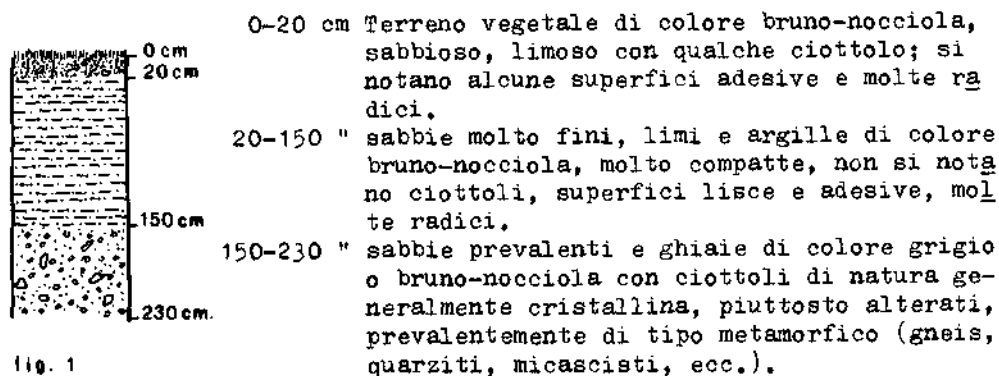 0 cm
20 cm
150 cm
230 cm.
fig. 1
0-20 cm Terreno vegetale di colore bruno-nocciola,
sabbioso, limoso con qualche ciottolo; si
notano alcune superfici adesive e molte ra
dici.
20-150 " sabbie molto fini, limi e argille di colore
bruno-nocciola, molto compatte, non si nota
no ciottoli, superfici lisce e adesive, mol
te radici.
150-230 " sabbie prevalenti e ghiaie di colore grigio
o bruno-nocciola con ciottoli di natura ge-
neralmente cristallina, piuttosto alterati,
prevalentemente di tipo metamorfico (gneis,
quarziti, micascisti, ecc.).